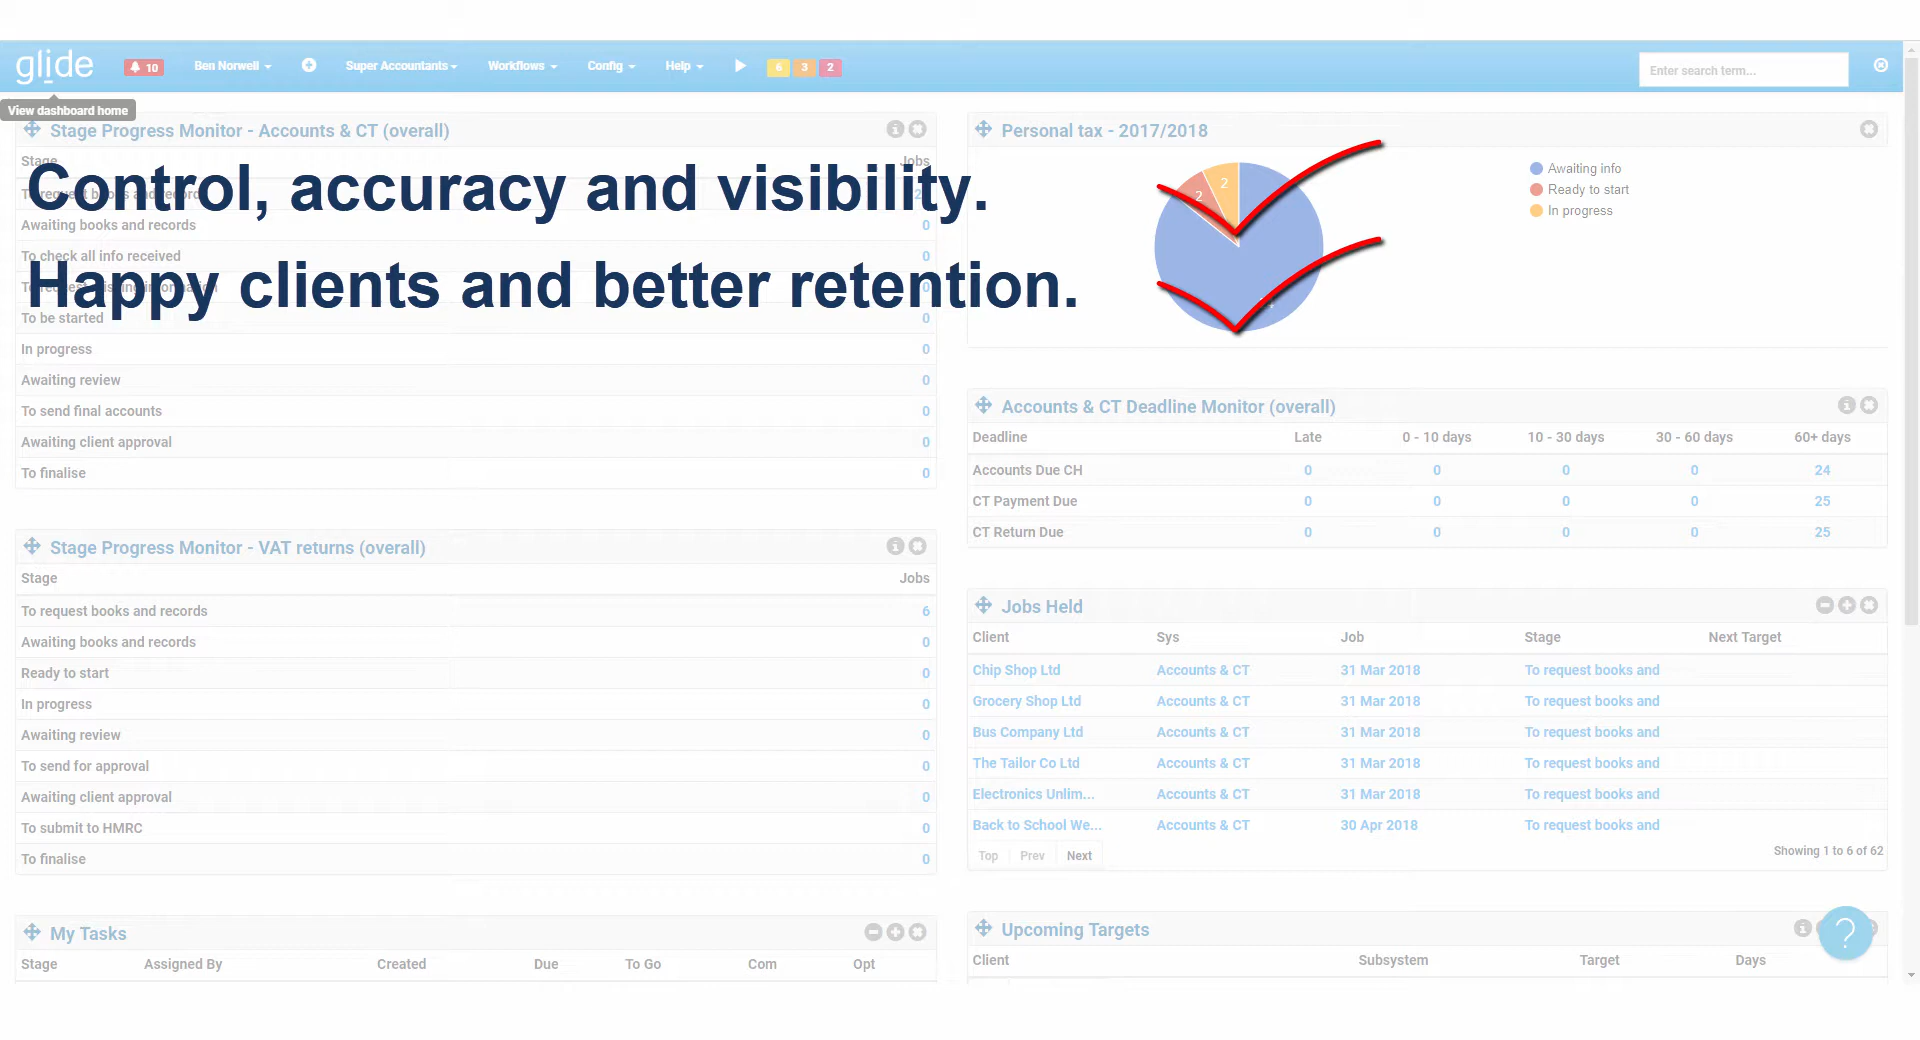 glide
10
Ben Norwell
Super Accountants
Workflows
Config
Help
6
3
2
Enter search term...
View dashboard home
Control, accuracy and visibility.
Happy clients and better retention.
Stage Progress Monitor - Accounts & CT (overall)
Stage Jobs
To request books and records 2
Awaiting books and records 0
To check all info received
To be started 0
In progress 0
Awaiting review 0
To send final accounts 0
Awaiting client approval 0
To finalise 0
Stage Progress Monitor - VAT returns (overall)
Stage Jobs
To request books and records 6
Awaiting books and records 0
Ready to start 0
In progress 0
Awaiting review 0
To send for approval 0
Awaiting client approval 0
To submit to HMRC 0
To finalise 0
My Tasks
Stage Assigned By Created Due To Go Com Opt
Personal tax - 2017/2018
2
2
Awaiting info
Ready to start
In progress
Accounts & CT Deadline Monitor (overall)
Deadline Late 0 - 10 days 10 - 30 days 30 - 60 days 60+ days
Accounts Due CH 0 0 0 0 24
CT Payment Due 0 0 0 0 25
CT Return Due 0 0 0 0 25
Jobs Held
Client Sys Job Stage Next Target
Chip Shop Ltd Accounts & CT 31 Mar 2018 To request books and
Grocery Shop Ltd Accounts & CT 31 Mar 2018 To request books and
Bus Company Ltd Accounts & CT 31 Mar 2018 To request books and
The Tailor Co Ltd Accounts & CT 31 Mar 2018 To request books and
Electronics Unlim... Accounts & CT 31 Mar 2018 To request books and
Back to School We... Accounts & CT 30 Apr 2018 To request books and
Top Prev Next Showing 1 to 6 of 62
Upcoming Targets
Client Subsystem Target Days
?